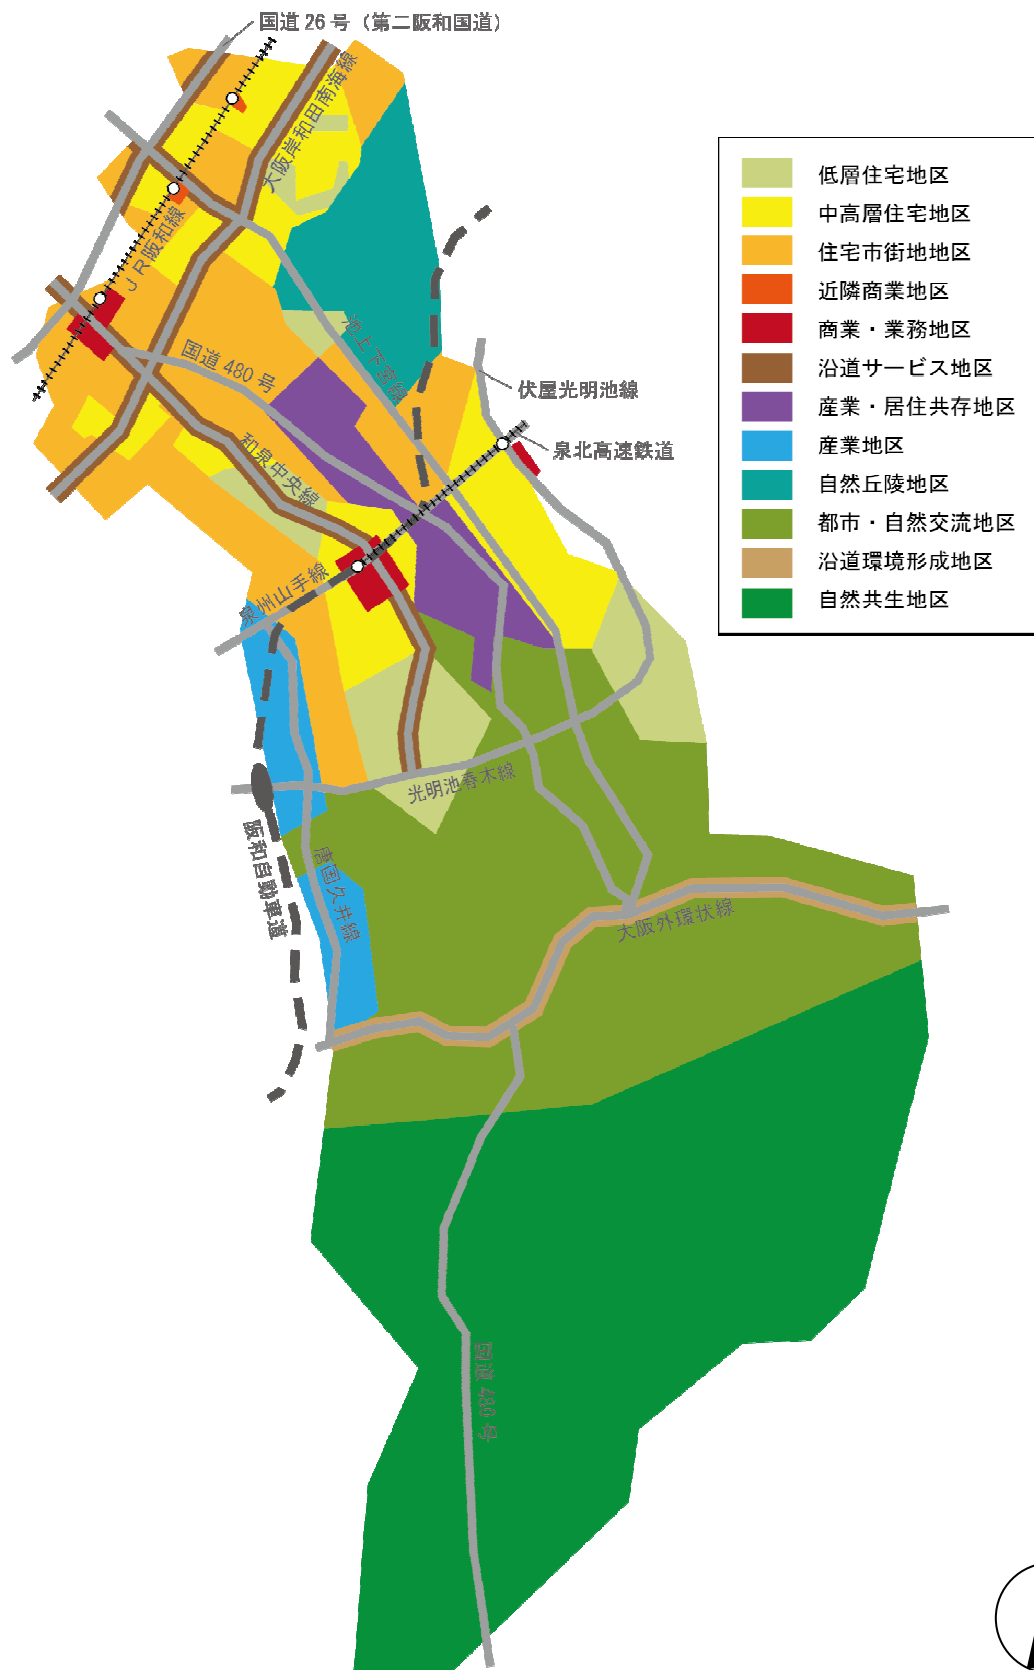 国道26号（第二阪和国道）
大阪岸和田南海線
ＪＲ阪和線
国道480号
池上下宮線
伏屋光明池線
泉北高速鉄道
和泉中央線
泉州山手線
光明池春木線
阪和自動車道
唐国久井線
大阪外環状線
国道480号
低層住宅地区
中高層住宅地区
住宅市街地地区
近隣商業地区
商業・業務地区
沿道サービス地区
産業・居住共存地区
産業地区
自然丘陵地区
都市・自然交流地区
沿道環境形成地区
自然共生地区